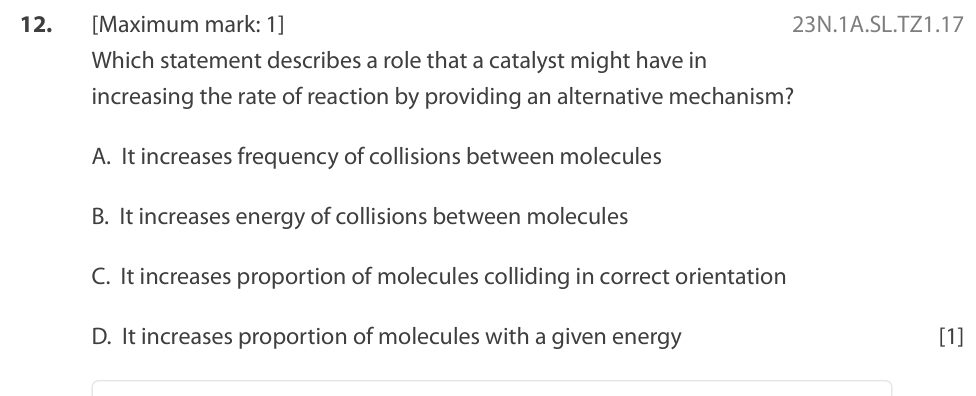 12. [Maximum mark: 1] 23N.1A.SL.TZ1.17
Which statement describes a role that a catalyst might have in
increasing the rate of reaction by providing an alternative mechanism?
A. It increases frequency of collisions between molecules
B. It increases energy of collisions between molecules
C. It increases proportion of molecules colliding in correct orientation
D. It increases proportion of molecules with a given energy [1]